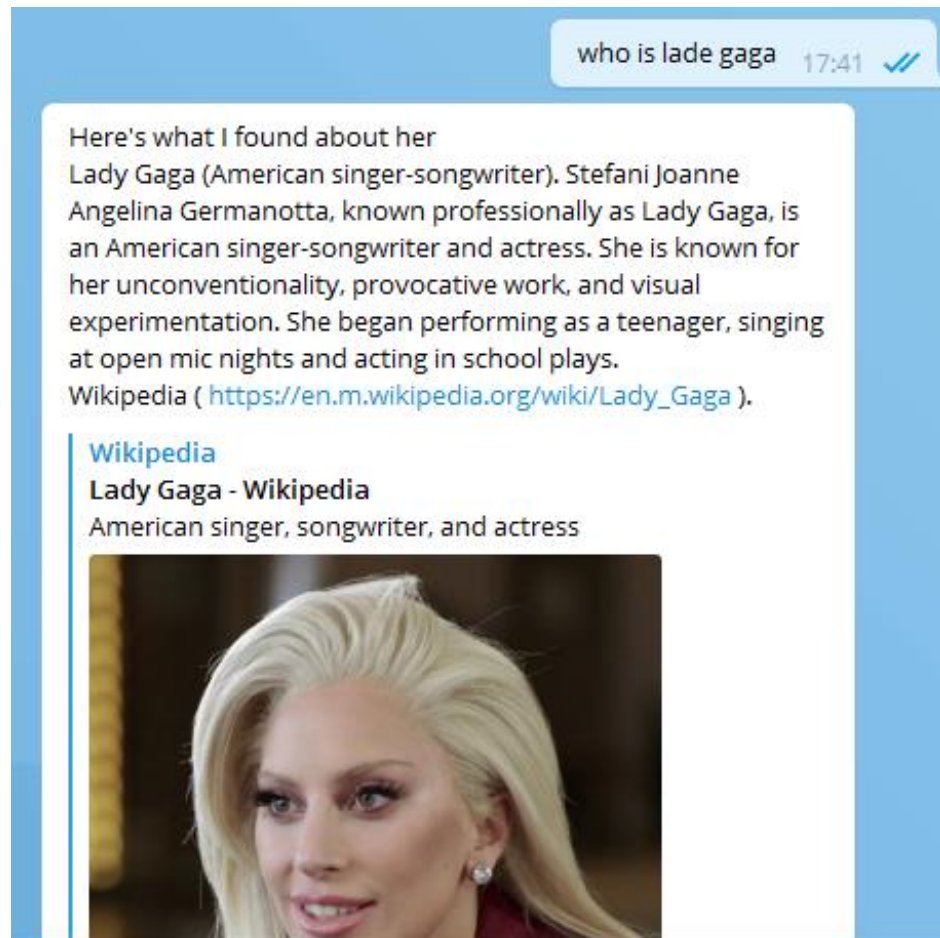 who is lade gaga 17:41
Here's what I found about her
Lady Gaga (American singer-songwriter). Stefani Joanne
Angelina Germanotta, known professionally as Lady Gaga, is
an American singer-songwriter and actress. She is known for
her unconventionality, provocative work, and visual
experimentation. She began performing as a teenager, singing
at open mic nights and acting in school plays.
Wikipedia ( https://en.m.wikipedia.org/wiki/Lady_Gaga ).
Wikipedia
Lady Gaga - Wikipedia
American singer, songwriter, and actress